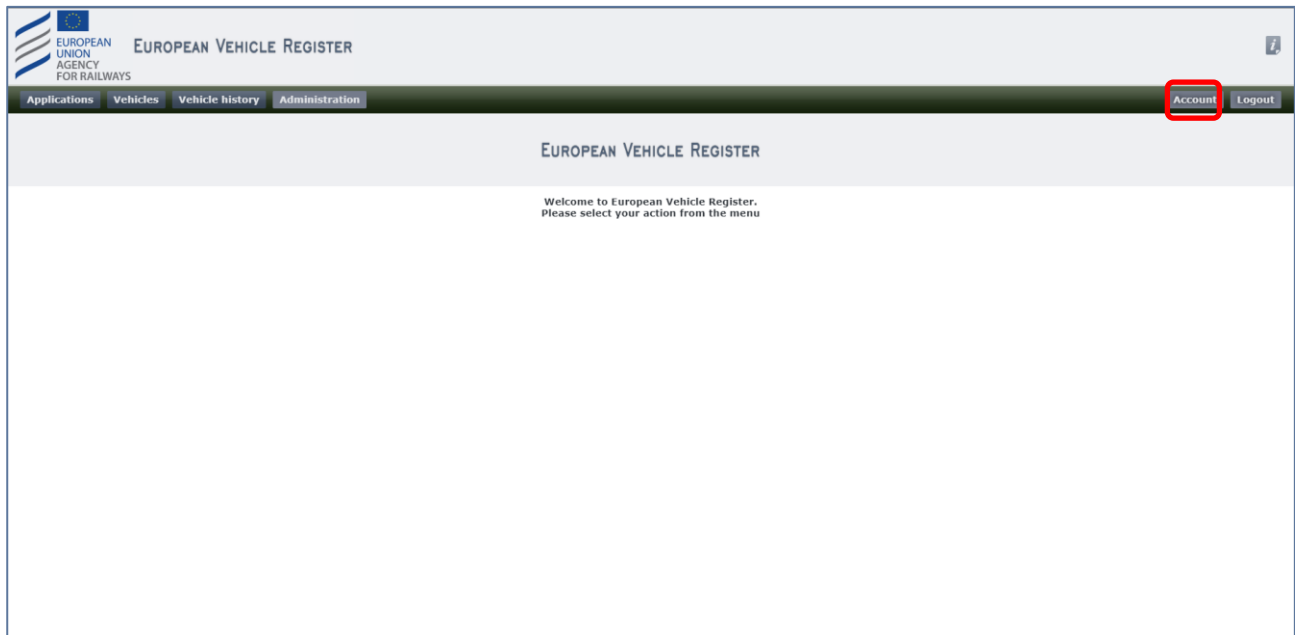 EUROPEAN
UNION
AGENCY
FOR RAILWAYS
EUROPEAN VEHICLE REGISTER
i
Applications Vehicles Vehicle history Administration Account Logout
EUROPEAN VEHICLE REGISTER
Welcome to European Vehicle Register.
Please select your action from the menu